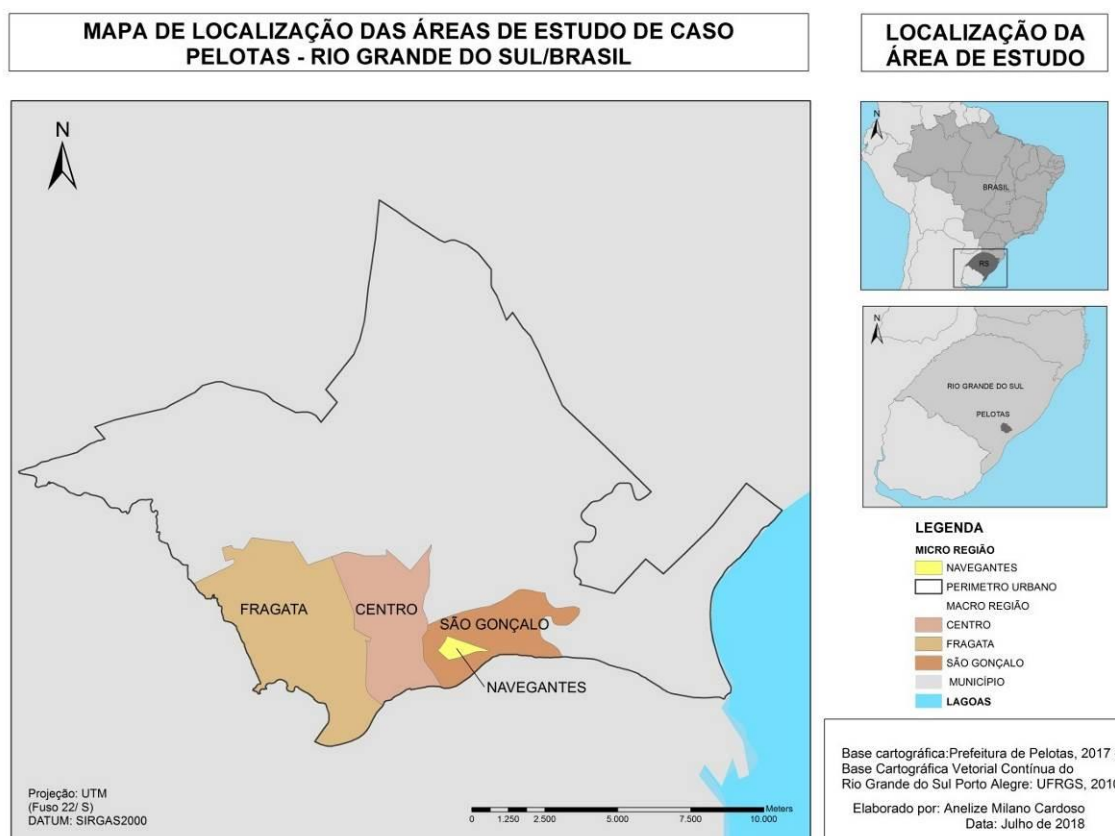 MAPA DE LOCALIZAÇÃO DAS ÁREAS DE ESTUDO DE CASO
PELOTAS - RIO GRANDE DO SUL/BRASIL
LOCALIZAÇÃO DA
ÁREA DE ESTUDO
N
FRAGATA
CENTRO
SÃO GONÇALO
NAVEGANTES
Projeção: UTM
(Fuso 22/ S)
DATUM: SIRGAS2000
Meters
0 1.250 2.500 5.000 7.500 10.000
N
BRASIL
RS
N
RIO GRANDE DO SUL
PELOTAS
LEGENDA
MICRO REGIÃO
NAVEGANTES
PERIMETRO URBANO
MACRO REGIÃO
CENTRO
FRAGATA
SÃO GONÇALO
MUNICÍPIO
LAGOAS
Base cartográfica:Prefeitura de Pelotas, 2017
Base Cartográfica Vetorial Contínua do
Rio Grande do Sul Porto Alegre: UFRGS, 2010
Elaborado por: Anelize Milano Cardoso
Data: Julho de 2018